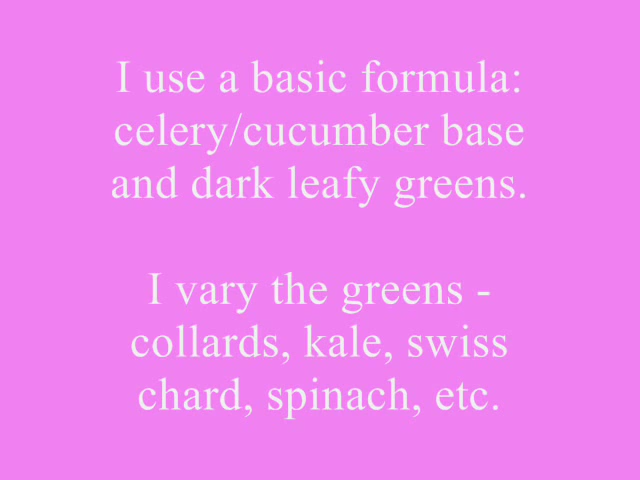 I use a basic formula:
celery/cucumber base
and dark leafy greens.
I vary the greens -
collards, kale, swiss
chard, spinach, etc.